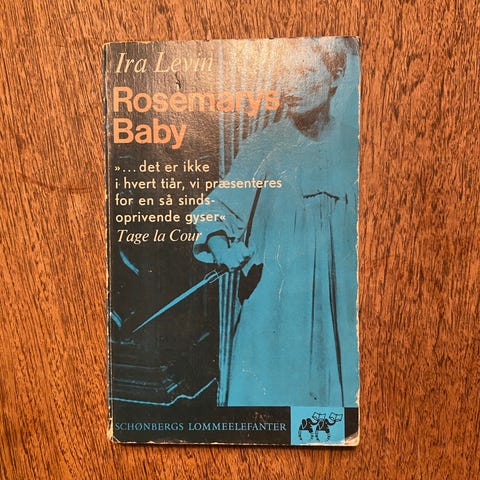 Ira Levin
Rosemarys
Baby
»...det er ikke
i hvert tiår, vi præsenteres
for en så sinds-
oprivende gyser«
Tage la Cour
SCHØNBERGS LOMMEELEFANTER